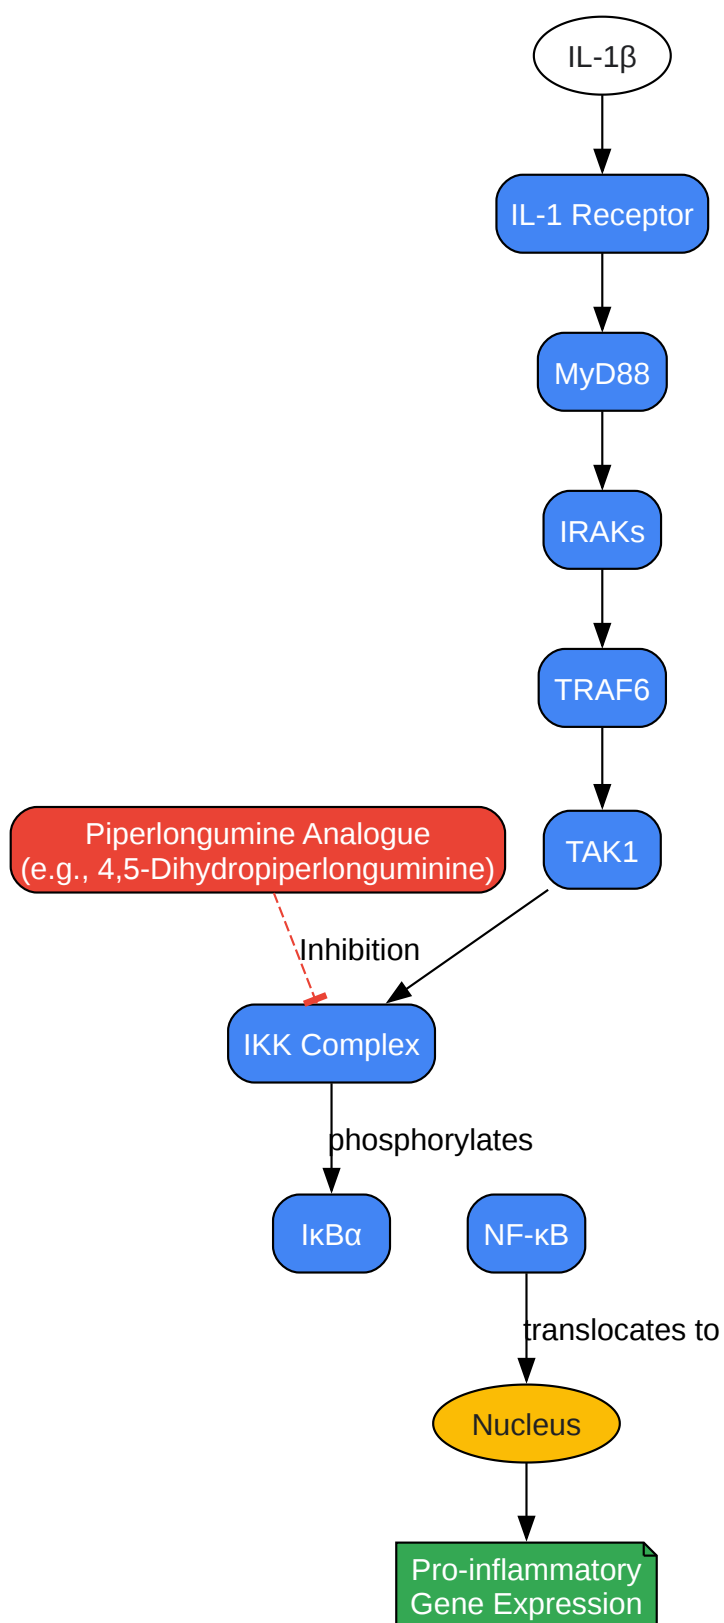 IL-1β
IL-1 Receptor
MyD88
IRAKs
TRAF6
Piperlongumine Analogue
(e.g., 4,5-Dihydropiperlonguminine)
TAK1
Inhibition
IKK Complex
phosphorylates
IκBα
NF-κB
translocates to
Nucleus
Pro-inflammatory
Gene Expression